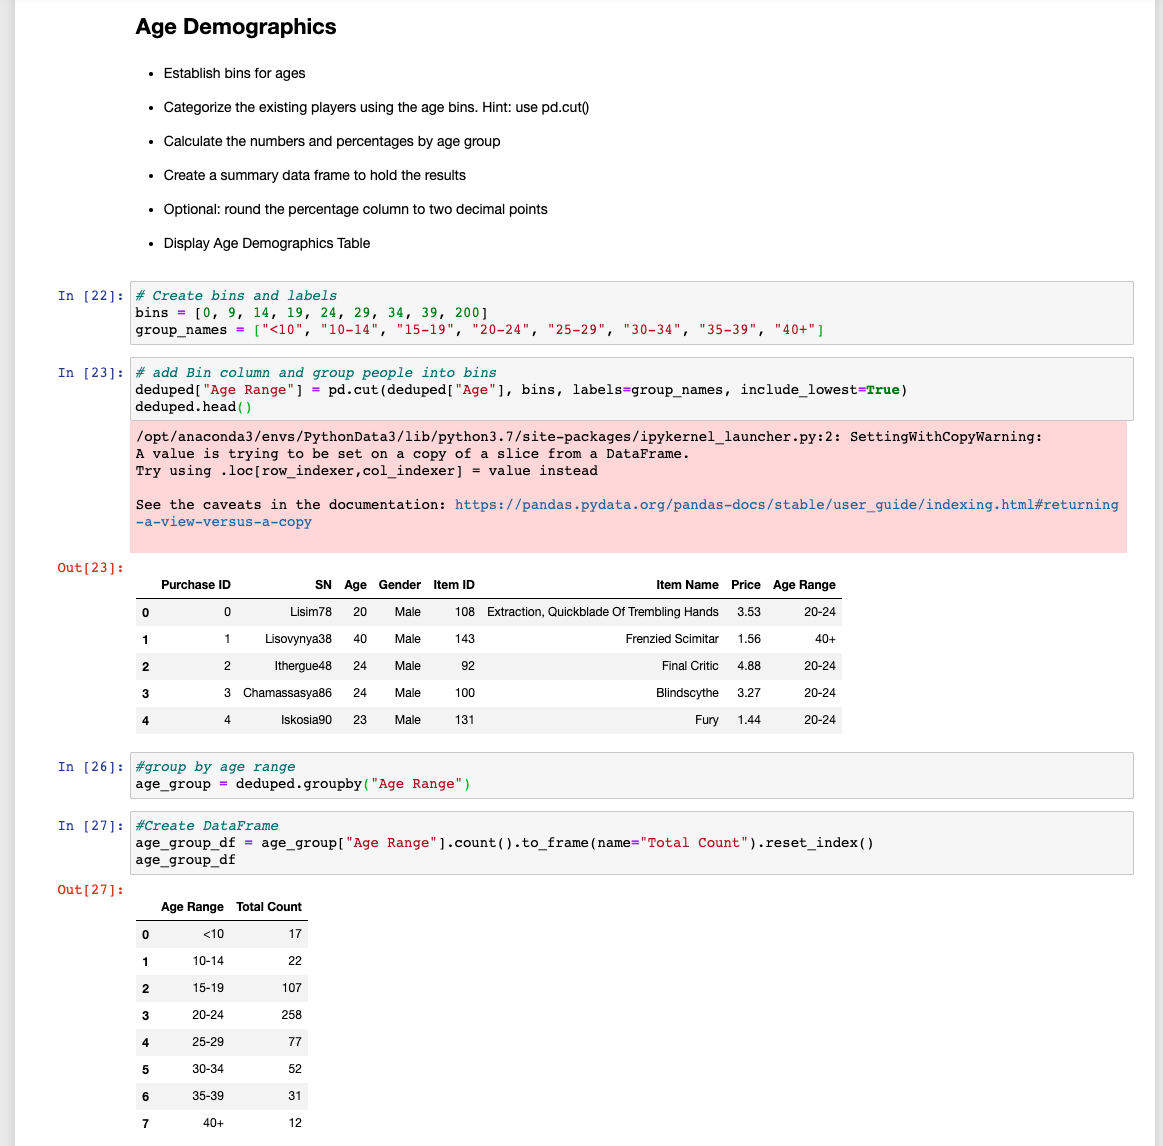 Age Demographics
• Establish bins for ages
• Categorize the existing players using the age bins. Hint: use pd.cut()
• Calculate the numbers and percentages by age group
• Create a summary data frame to hold the results
• Optional: round the percentage column to two decimal points
• Display Age Demographics Table
In [22]: # Create bins and labels
bins = [0, 9, 14, 19, 24, 29, 34, 39, 200]
group_names = ["<10", "10-14", "15-19", "20-24", "25-29", "30-34", "35-39", "40+"]
In [23]: # add Bin column and group people into bins
deduped["Age Range"] = pd.cut(deduped["Age"], bins, labels=group_names, include_lowest=True)
deduped.head()
/opt/anaconda3/envs/PythonData3/lib/python3.7/site-packages/ipykernel_launcher.py:2: SettingWithCopyWarning:
A value is trying to be set on a copy of a slice from a DataFrame.
Try using .loc[row_indexer,col_indexer] = value instead
See the caveats in the documentation: https://pandas.pydata.org/pandas-docs/stable/user_guide/indexing.html#returning
-a-view-versus-a-copy
Out[23]:
Purchase ID SN Age Gender Item ID Item Name Price Age Range
0 0 Lisim78 20 Male 108 Extraction, Quickblade Of Trembling Hands 3.53 20-24
1 1 Lisovynya38 40 Male 143 Frenzied Scimitar 1.56 40+
2 2 Ithergue48 24 Male 92 Final Critic 4.88 20-24
3 3 Chamassasya86 24 Male 100 Blindscythe 3.27 20-24
4 4 Iskosia90 23 Male 131 Fury 1.44 20-24
In [26]: #group by age range
age_group = deduped.groupby("Age Range")
In [27]: #Create DataFrame
age_group_df = age_group["Age Range"].count().to_frame(name="Total Count").reset_index()
age_group_df
Out[27]:
Age Range Total Count
0 <10 17
1 10-14 22
2 15-19 107
3 20-24 258
4 25-29 77
5 30-34 52
6 35-39 31
7 40+ 12